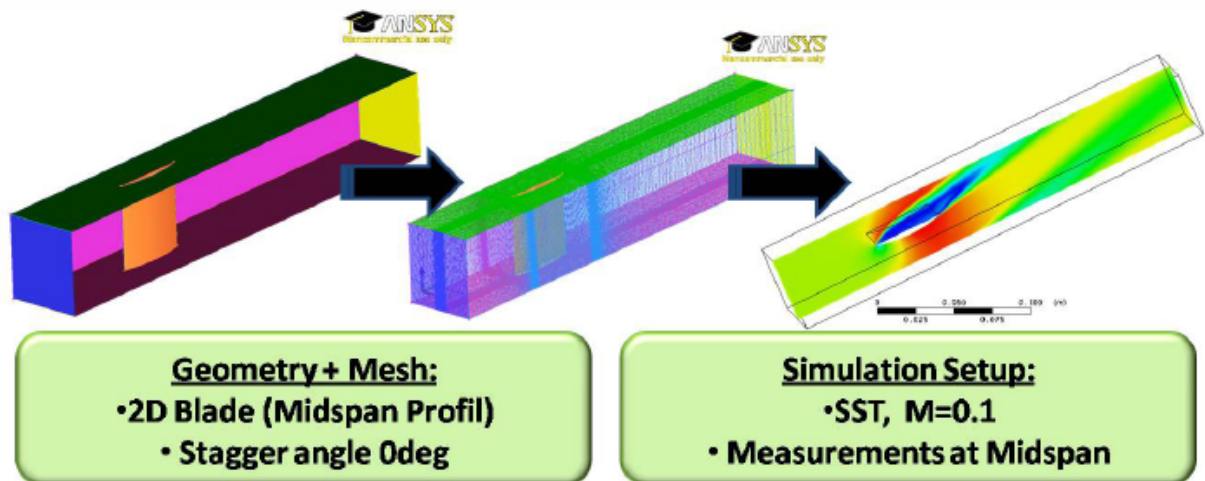 ANSYS
Noncommercial use only
ANSYS
Noncommercial use only
0 0.050 0.100 (m)
0.025 0.075
Geometry + Mesh:
•2D Blade (Midspan Profil)
• Stagger angle 0deg
Simulation Setup:
•SST, M=0.1
• Measurements at Midspan